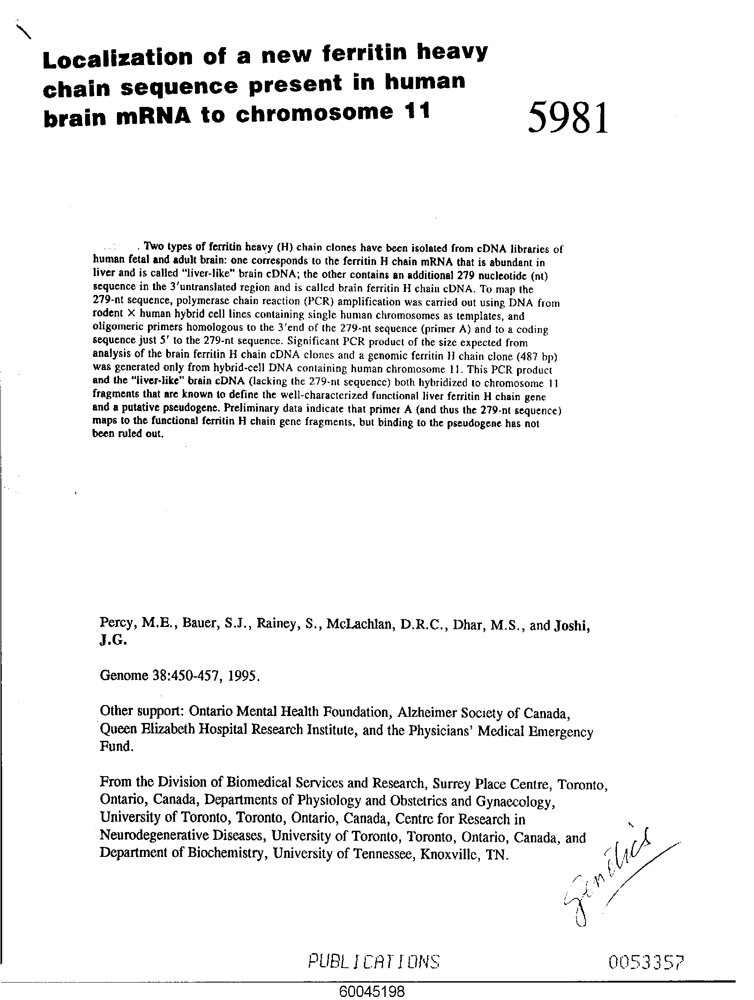 Localization of a new ferritin heavy
chain sequence present in human
brain mRNA to chromosome 11
5981
Two types of ferritin heavy (H) chain clones have been isolated from cDNA libraries of
human fetal and adult brain: one corresponds to the ferritin H chain mRNA that is abundant in
liver and is called "liver-like" brain cDNA; the other contains an additional 279 nucleotide (nt)
sequence in the 3'untranslated region and is called brain ferritin H chain cDNA. To map the
279-nt sequence, polymerase chain reaction (PCR) amplification was carried out using DNA from
rodent × human hybrid cell lines containing single human chromosomes as templates, and
oligomeric primers homologous to the 3'end of the 279-nt sequence (primer A) and to a coding
sequence just 5' to the 279-nt sequence. Significant PCR product of the size expected from
analysis of the brain ferritin H chain cDNA clones and a genomic ferritin H chain clone (487 bp)
was generated only from hybrid-cell DNA containing human chromosome 11. This PCR product
and the "liver-like" brain cDNA (lacking the 279-nt sequence) both hybridized to chromosome 11
fragments that are known to define the well-characterized functional liver ferritin H chain gene
and a putative pseudogene. Preliminary data indicate that primer A (and thus the 279-nt sequence)
maps to the functional ferritin H chain gene fragments, but binding to the pseudogene has not
been ruled out.
Percy, M.E., Bauer, S.J., Rainey, S., McLachlan, D.R.C., Dhar, M.S., and Joshi,
J.G.
Genome 38:450-457, 1995.
Other support: Ontario Mental Health Foundation, Alzheimer Society of Canada,
Queen Elizabeth Hospital Research Institute, and the Physicians' Medical Emergency
Fund.
From the Division of Biomedical Services and Research, Surrey Place Centre, Toronto,
Ontario, Canada, Departments of Physiology and Obstetrics and Gynaecology,
University of Toronto, Toronto, Ontario, Canada, Centre for Research in
Neurodegenerative Diseases, University of Toronto, Toronto, Ontario, Canada, and
Department of Biochemistry, University of Tennessee, Knoxville, TN.
Genetics
PUBLICATIONS
0053357
60045198